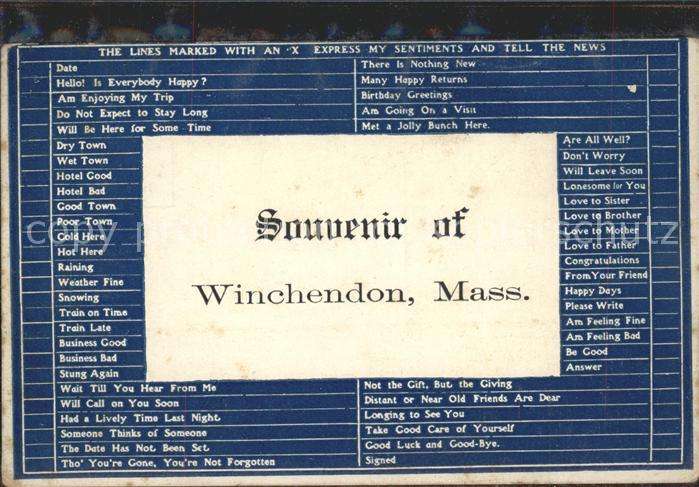 THE LINES MARKED WITH AN "X" EXPRESS MY SENTIMENTS AND TELL THE NEWS
Date
Hello! Is Everybody Happy?
Am Enjoying My Trip
Do Not Expect to Stay Long
Will Be Here for Some Time
There Is Nothing New
Many Happy Returns
Birthday Greetings
Am Going On a Visit
Met a Jolly Bunch Here.
Dry Town
Wet Town
Hotel Good
Hotel Bad
Good Town
Poor Town
Cold Here
Hot Here
Raining
Weather Fine
Snowing
Train on Time
Train Late
Business Good
Business Bad
Stung Again
Souvenir of
Winchendon, Mass.
Are All Well?
Don't Worry
Will Leave Soon
Lonesome for You
Love to Sister
Love to Brother
Love to Mother
Love to Father
Congratulations
From Your Friend
Happy Days
Please Write
Am Feeling Fine
Am Feeling Bad
Be Good
Answer
Wait Till You Hear From Me
Will Call on You Soon
Had a Lively Time Last Night
Someone Thinks of Someone
The Date Has Not Been Set
Tho' You're Gone, You're Not Forgotten
Not the Gift, But the Giving
Distant or Near Old Friends Are Dear
Longing to See You
Take Good Care of Yourself
Good Luck and Good-Bye.
Signed